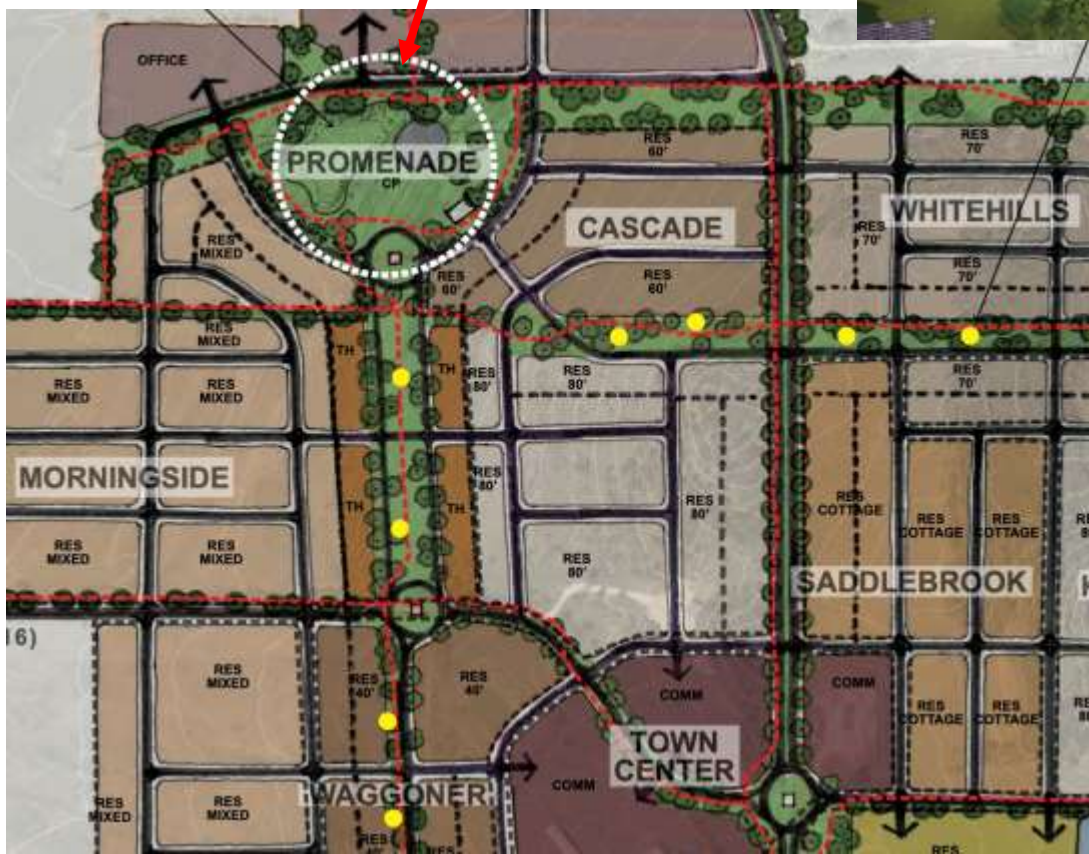 OFFICE
PROMENADE
CP
RES
60'
RES
70'
CASCADE
WHITEHILLS
RES
MIXED
RES
60'
RES
60'
RES
70'
RES
70'
RES
MIXED
TH
TH
RES
80'
RES
80'
RES
70'
RES
MIXED
RES
MIXED
MORNINGSIDE
RES
80'
TH
TH
RES
80'
RES
COTTAGE
RES
COTTAGE
RES
COTTAGE
RES
MIXED
RES
MIXED
RES
80'
SADDLEBROOK
16)
RES
MIXED
RES
40'
RES
40'
COMM
COMM
RES
COTTAGE
RES
COTTAGE
TOWN
CENTER
COMM
WAGGONER
RES
MIXED
RES
MIXED
RES
40'
RES
RES